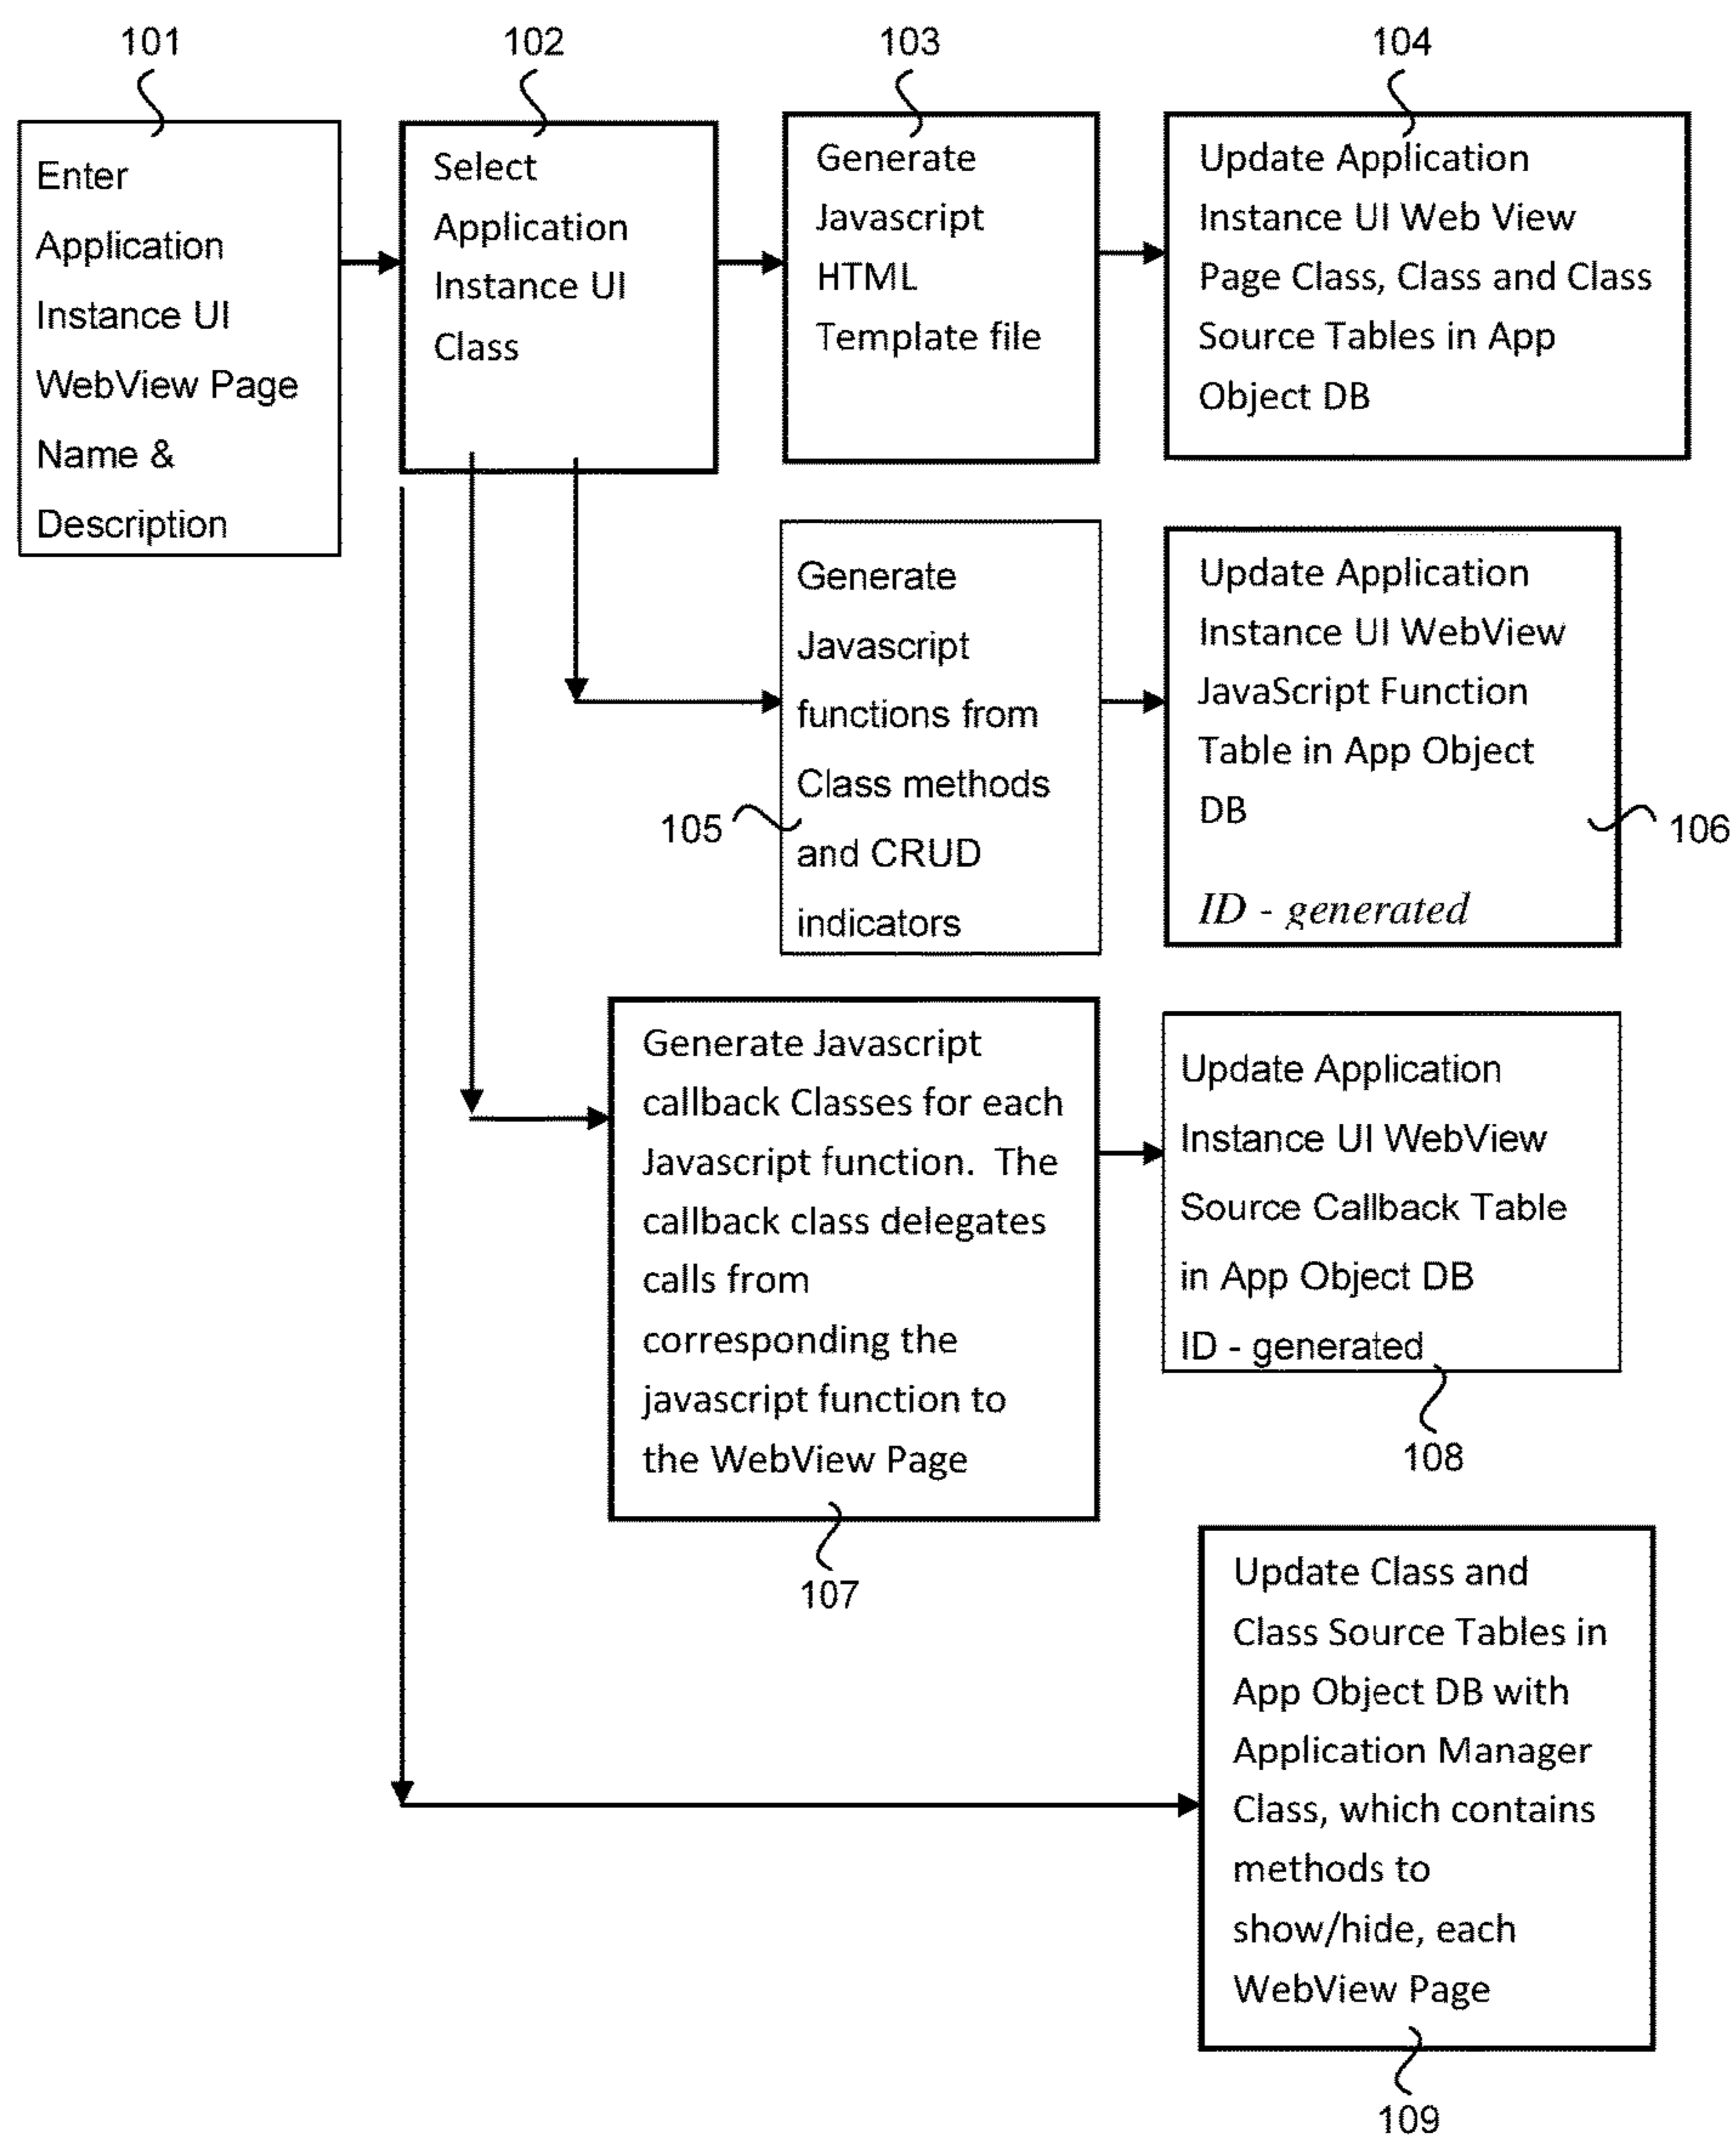 101
Enter
Application
Instance UI
WebView Page
Name &
Description
102
Select
Application
Instance UI
Class
103
Generate
Javascript
HTML
Template file
104
Update Application
Instance UI Web View
Page Class, Class and Class
Source Tables in App
Object DB
Generate
Javascript
functions from
Class methods
and CRUD
indicators
105
Update Application
Instance UI WebView
JavaScript Function
Table in App Object
DB
ID - generated
106
Generate Javascript
callback Classes for each
Javascript function. The
callback class delegates
calls from
corresponding the
javascript function to
the WebView Page
107
Update Application
Instance UI WebView
Source Callback Table
in App Object DB
ID - generated
108
Update Class and
Class Source Tables in
App Object DB with
Application Manager
Class, which contains
methods to
show/hide, each
WebView Page
109